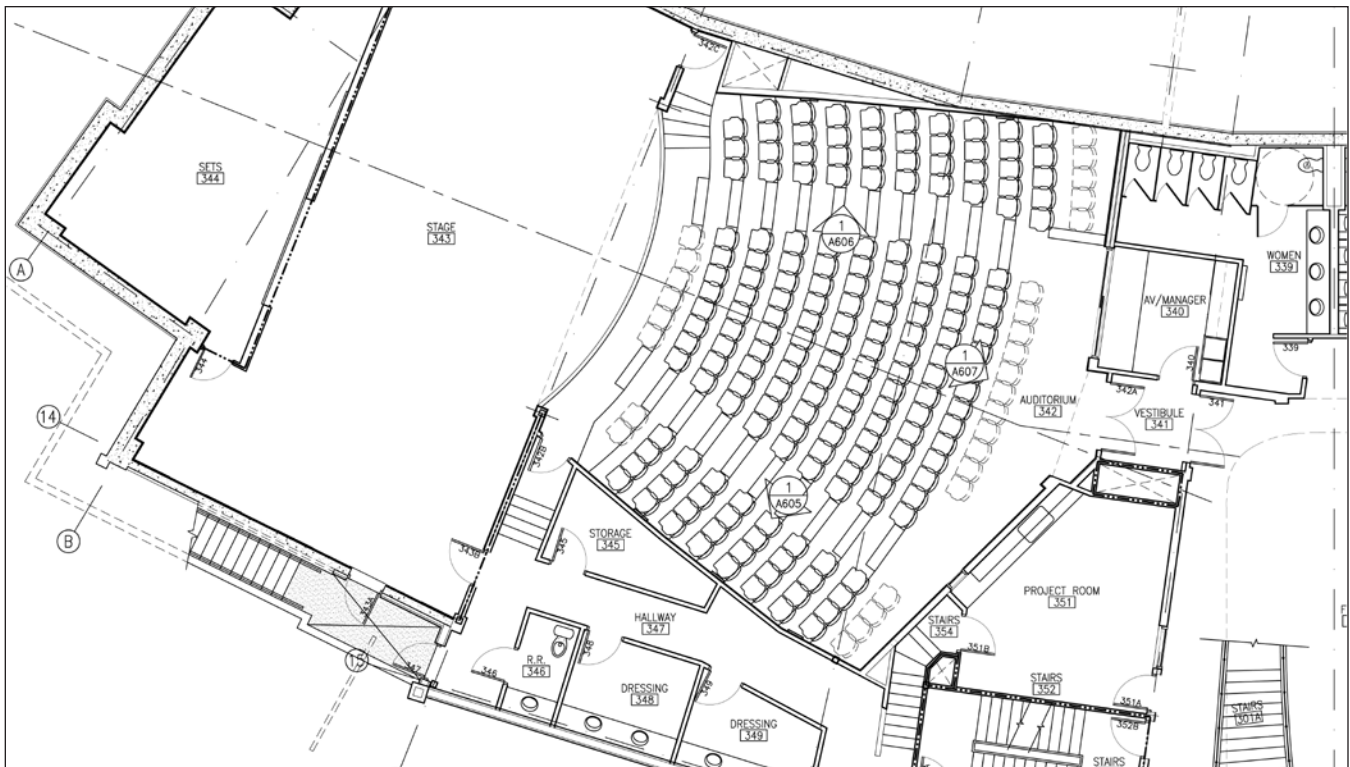 342C
SETS
344
STAGE
343
1
A606
WOMEN
339
A
AV/MANAGER
340
344
340
339
1
A607
342A
341
AUDITORIUM
342
VESTIBULE
341
14
342B
1
A605
B
STORAGE
345
345
343B
PROJECT ROOM
351
343A
HALLWAY
347
STAIRS
354
351B
15
347
346
R.R.
346
348
DRESSING
348
349
STAIRS
352
351A
352B
STAIRS
301A
DRESSING
349
STAIRS